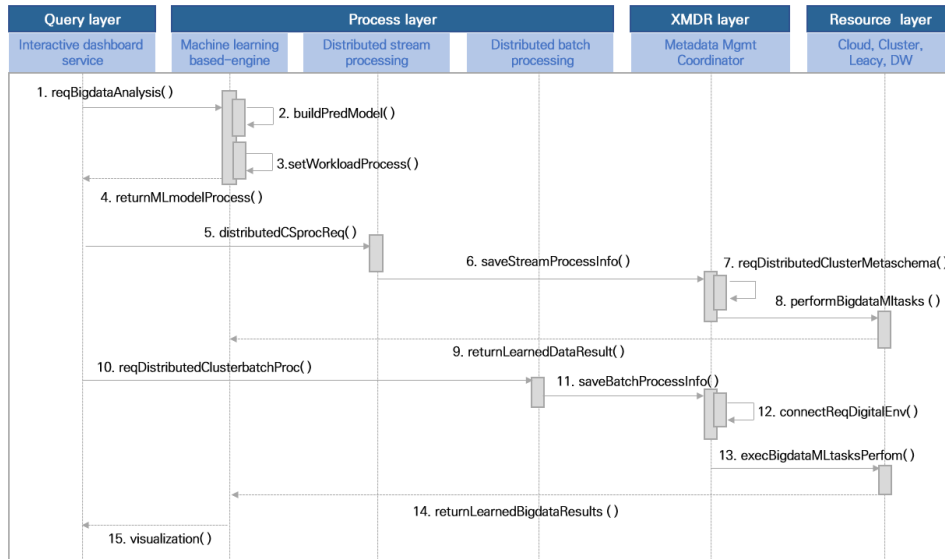 Query layer
Process layer
XMDR layer
Resource layer
Interactive dashboard
service
Machine learning
based-engine
Distributed stream
processing
Distributed batch
processing
Metadata Mgmt
Coordinator
Cloud, Cluster,
Leacy, DW
1. reqBigdataAnalysis( )
2. buildPredModel( )
3.setWorkloadProcess( )
4. returnMLmodelProcess( )
5. distributedCSprocReq( )
6. saveStreamProcessInfo( )
7. reqDistributedClusterMetaschema( )
8. performBigdataMltasks ( )
9. returnLearnedDataResult( )
10. reqDistributedClusterbatchProc( )
11. saveBatchProcessInfo( )
12. connectReqDigitalEnv( )
13. execBigdataMLtasksPerfom( )
14. returnLearnedBigdataResults ( )
15. visualization( )